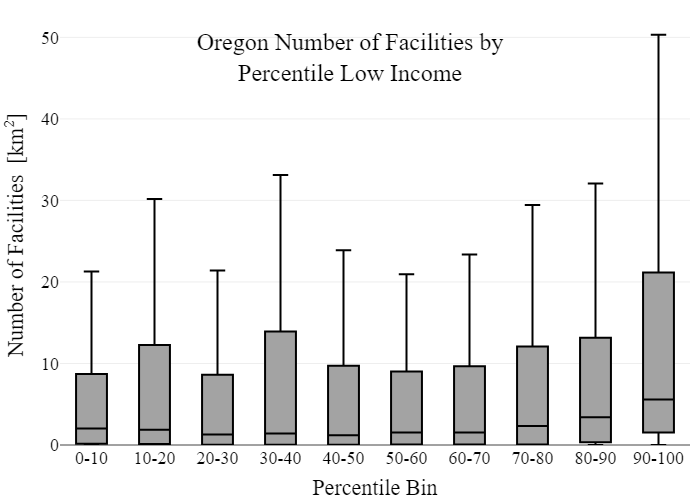 Oregon Number of Facilities by
Percentile Low Income
Number of Facilities [km²]
50
40
30
20
10
0
0-10 10-20 20-30 30-40 40-50 50-60 60-70 70-80 80-90 90-100
Percentile Bin